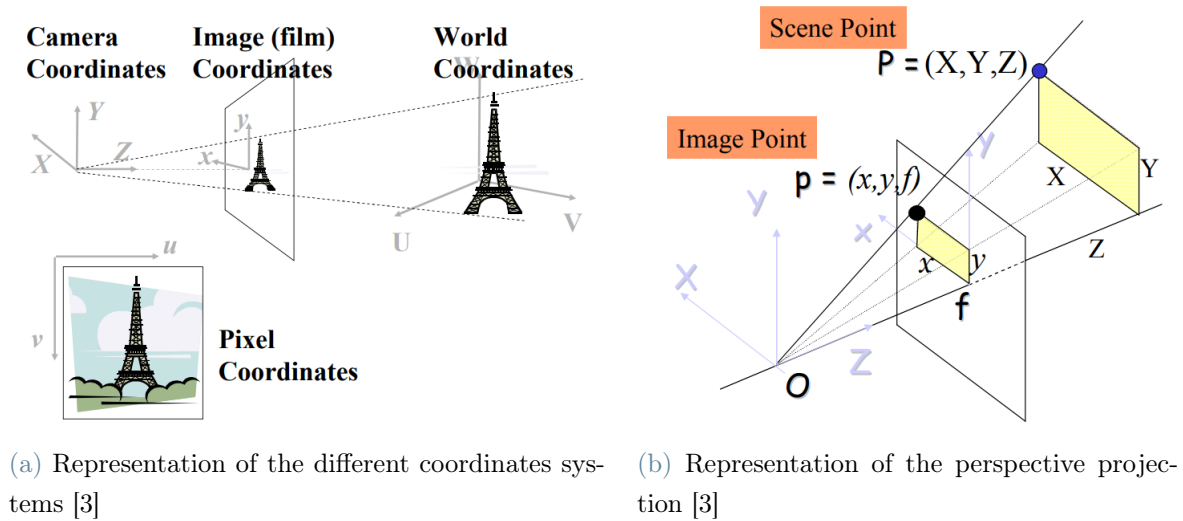 Camera
Coordinates
Image (film)
Coordinates
World
Coordinates
Y
X
Z
y
x
W
U
V
u
v
Pixel
Coordinates
(a) Representation of the different coordinates sys-
tems [3]
Scene Point
P = (X,Y,Z)
Image Point
p = (x,y,f)
y
x
Y
X
Z
O
x
y
f
X
Y
Z
(b) Representation of the perspective projec-
tion [3]